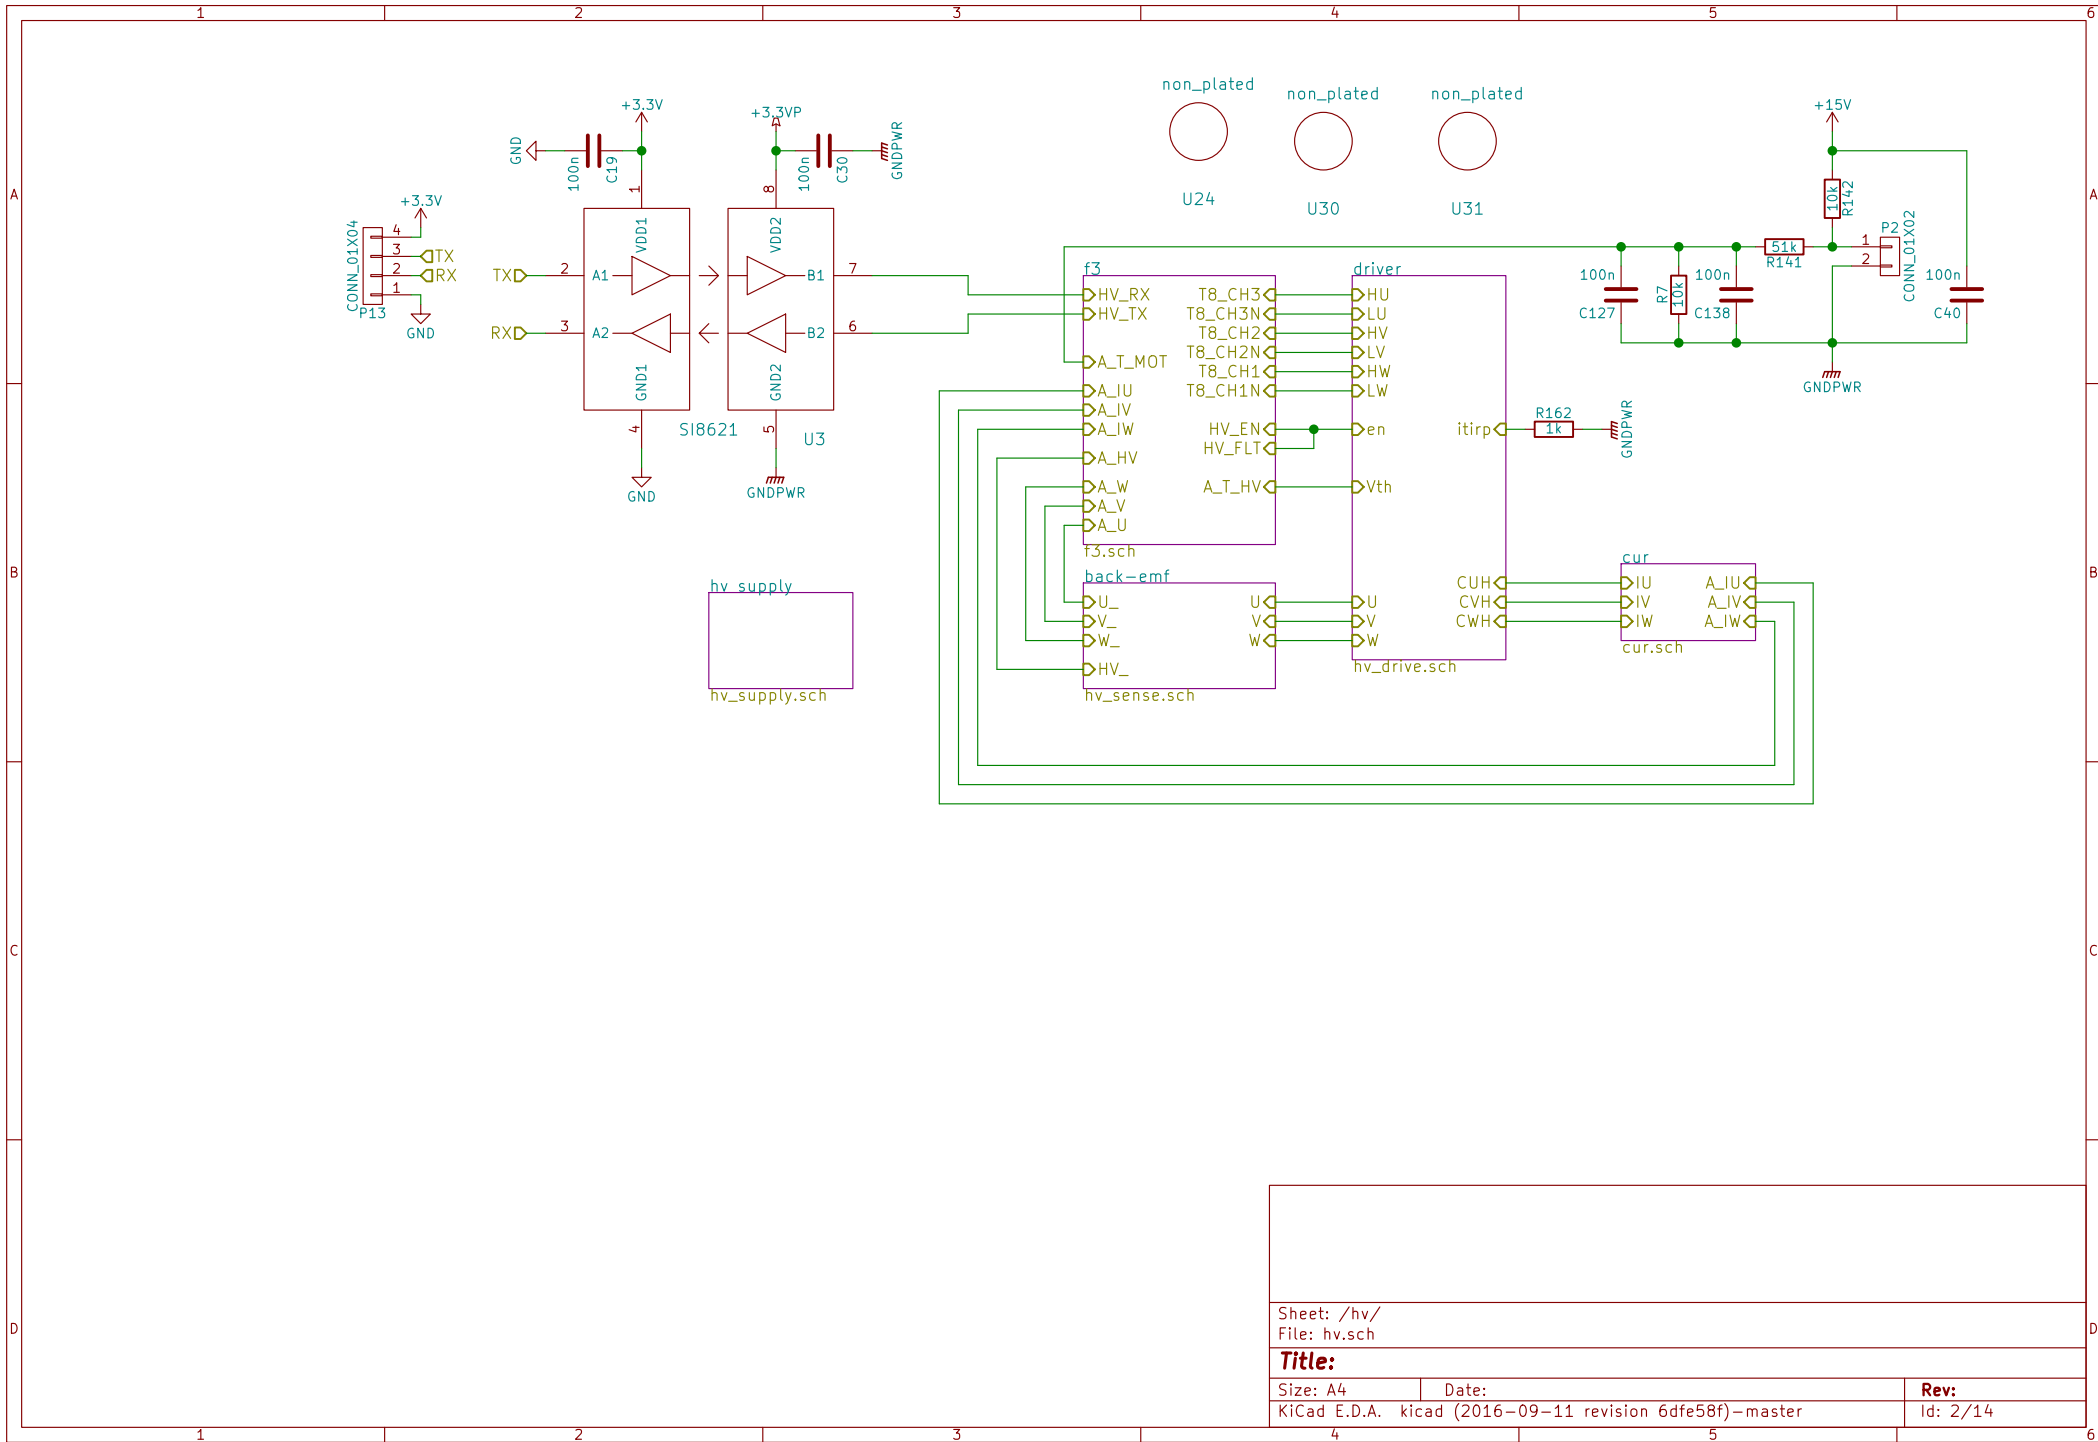 1 2 3 4 5 6
A
B
C
D
A
B
C
D
1 2 3 4 5 6
+3.3V
GND
100n
C19
+3.3VP
100n
C30
GNDPWR
+3.3V
CONN_01X04
P13
4
3
2
1
TX
RX
GND
TX
RX
1
2
3
4
VDD1
A1
A2
GND1
GND
SI8621
8
7
6
5
VDD2
B1
B2
GND2
U3
GNDPWR
non_plated
U24
non_plated
U30
non_plated
U31
f3
HV_RX
HV_TX
A_T_MOT
A_IU
A_IV
A_IW
A_HV
A_W
A_V
A_U
T8_CH3
T8_CH3N
T8_CH2
T8_CH2N
T8_CH1
T8_CH1N
HV_EN
HV_FLT
A_T_HV
f3.sch
driver
HU
LU
HV
LV
HW
LW
en
Vth
U
V
W
itirp
CUH
CVH
CWH
hv_drive.sch
R162
1k
GNDPWR
+15V
10k
R142
51k
R141
P2
1
2
CONN_01X02
100n
C127
R7
10k
100n
C138
100n
C40
GNDPWR
cur
IU
IV
IW
A_IU
A_IV
A_IW
cur.sch
back-emf
U_
V_
W_
HV_
U
V
W
hv_sense.sch
hv_supply
hv_supply.sch
Sheet: /hv/
File: hv.sch
Title:
Size: A4 Date: Rev:
KiCad E.D.A. kicad (2016-09-11 revision 6dfe58f)-master Id: 2/14